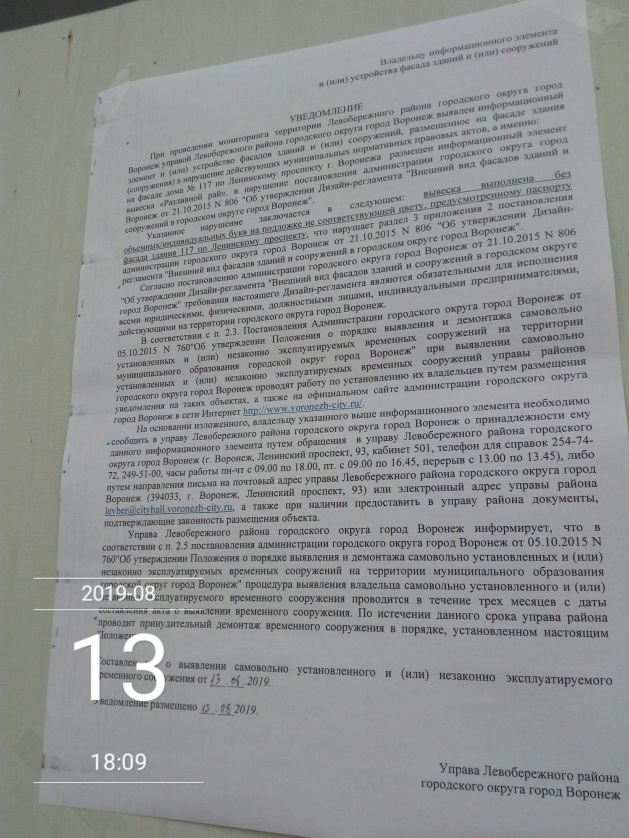 Владельцу информационного элемента
и (или) устройства фасада зданий и (или) сооружений
УВЕДОМЛЕНИЕ
При проведении мониторинга территории Левобережного района городского округа город
Воронеж управой Левобережного района городского округа город Воронеж выявлен информационный
элемент и (или) устройство фасадов зданий и (или) сооружений, размещенное на фасаде здания
(сооружения) в нарушение действующих муниципальных нормативных правовых актов, а именно:
на фасаде дома № 117 по Ленинскому проспекту г. Воронежа размещен информационный элемент
вывеска «Разливной рай», в нарушение постановления администрации городского округа город
Воронеж от 21.10.2015 N 806 "Об утверждении Дизайн-регламента "Внешний вид фасадов зданий и
сооружений в городском округе город Воронеж".
Указанное нарушение заключается в следующем: вывеска выполнена без
объемных/индивидуальных букв на подложке не соответствующей цвету, предусмотренному паспорту
фасада здания 117 по Ленинскому проспекту, что нарушает раздел 3 приложения 2 постановления
администрации городского округа город Воронеж от 21.10.2015 N 806 "Об утверждении Дизайн-
регламента "Внешний вид фасадов зданий и сооружений в городском округе город Воронеж".
Согласно постановлению администрации городского округа город Воронеж от 21.10.2015 N 806
"Об утверждении Дизайн-регламента "Внешний вид фасадов зданий и сооружений в городском округе
город Воронеж" требования настоящего Дизайн-регламента являются обязательными для исполнения
всеми юридическими, физическими, должностными лицами, индивидуальными предпринимателями,
действующими на территории городского округа город Воронеж.
В соответствии с п. 2.3. Постановления Администрации городского округа город Воронеж от
05.10.2015 N 760"Об утверждении Положения о порядке выявления и демонтажа самовольно
установленных и (или) незаконно эксплуатируемых временных сооружений на территории
муниципального образования городской округ город Воронеж" при выявлении самовольно
установленных и (или) незаконно эксплуатируемых временных сооружений управы районов
городского округа город Воронеж проводят работу по установлению их владельцев путем размещения
уведомления на таких объектах, а также на официальном сайте администрации городского округа
город Воронеж в сети Интернет http://www.voronezh-city.ru/.
На основании изложенного, владельцу указанного выше информационного элемента необходимо
сообщить в управу Левобережного района городского округа город Воронеж о принадлежности ему
данного информационного элемента путем обращения в управу Левобережного района городского
округа город Воронеж (г. Воронеж, Ленинский проспект, 93, кабинет 501, телефон для справок 254-74-
72, 249-51-00, часы работы пн-чт с 09.00 по 18.00, пт. с 09.00 по 16.45, перерыв с 13.00 по 13.45), либо
путем направления письма на почтовый адрес управы Левобережного района городского округа город
Воронеж (394033, г. Воронеж, Ленинский проспект, 93) или электронный адрес управы района
levber@cityhall.voronezh-city.ru, а также при наличии предоставить в управу района документы,
подтверждающие законность размещения объекта.
Управа Левобережного района городского округа город Воронеж информирует, что в
соответствии с п. 2.5 постановления администрации городского округа город Воронеж от 05.10.2015 N
760"Об утверждении Положения о порядке выявления и демонтажа самовольно установленных и (или)
незаконно эксплуатируемых временных сооружений на территории муниципального образования
городской округ город Воронеж" процедура выявления владельца самовольно установленного и (или)
эксплуатируемого временного сооружения проводится в течение трех месяцев с даты
составления акта о выявлении временного сооружения. По истечении данного срока управа района
проводит принудительный демонтаж временного сооружения в порядке, установленном настоящим
о выявлении самовольно установленного и (или) незаконно эксплуатируемого
от 13.08.2019.
Уведомление размещено 13.08.2019.
Управа Левобережного района
городского округа город Воронеж
2019-08
13
18:09